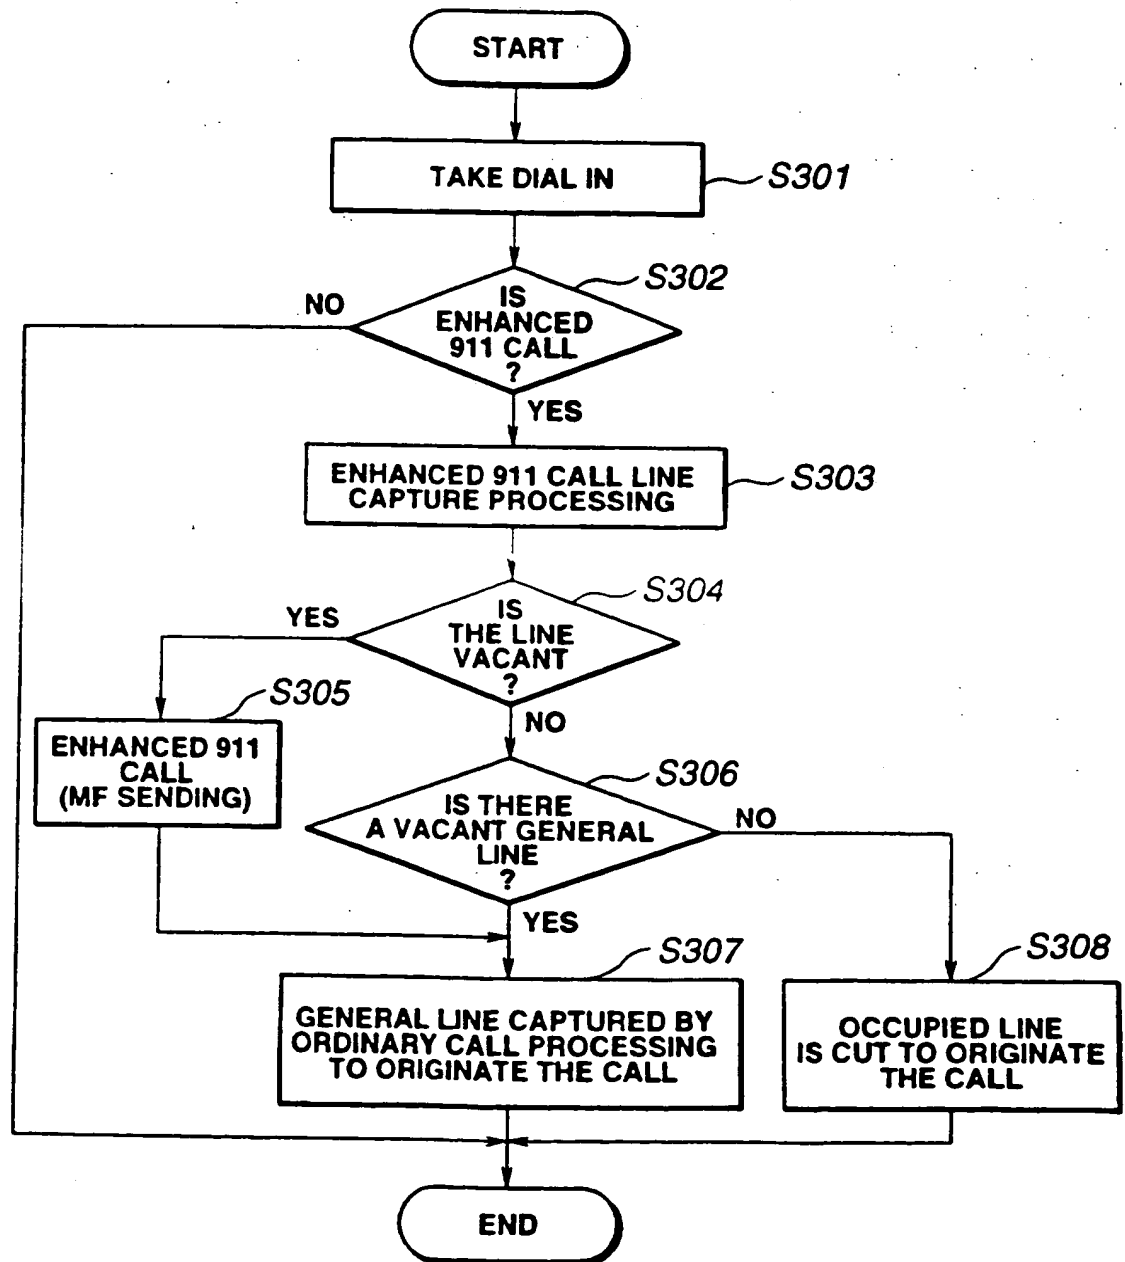 START
TAKE DIAL IN
S301
S302
NO
IS
ENHANCED
911 CALL
?
YES
ENHANCED 911 CALL LINE
CAPTURE PROCESSING
S303
S304
YES
IS
THE LINE
VACANT
?
S305
NO
ENHANCED 911
CALL
(MF SENDING)
S306
IS THERE
A VACANT GENERAL
LINE
?
NO
YES
S307
S308
GENERAL LINE CAPTURED BY
ORDINARY CALL PROCESSING
TO ORIGINATE THE CALL
OCCUPIED LINE
IS CUT TO ORIGINATE
THE CALL
END